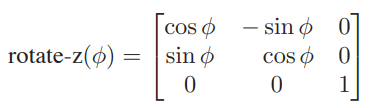 cos ϕ − sin ϕ 0
rotate-z(ϕ) = sin ϕ cos ϕ 0
0 0 1